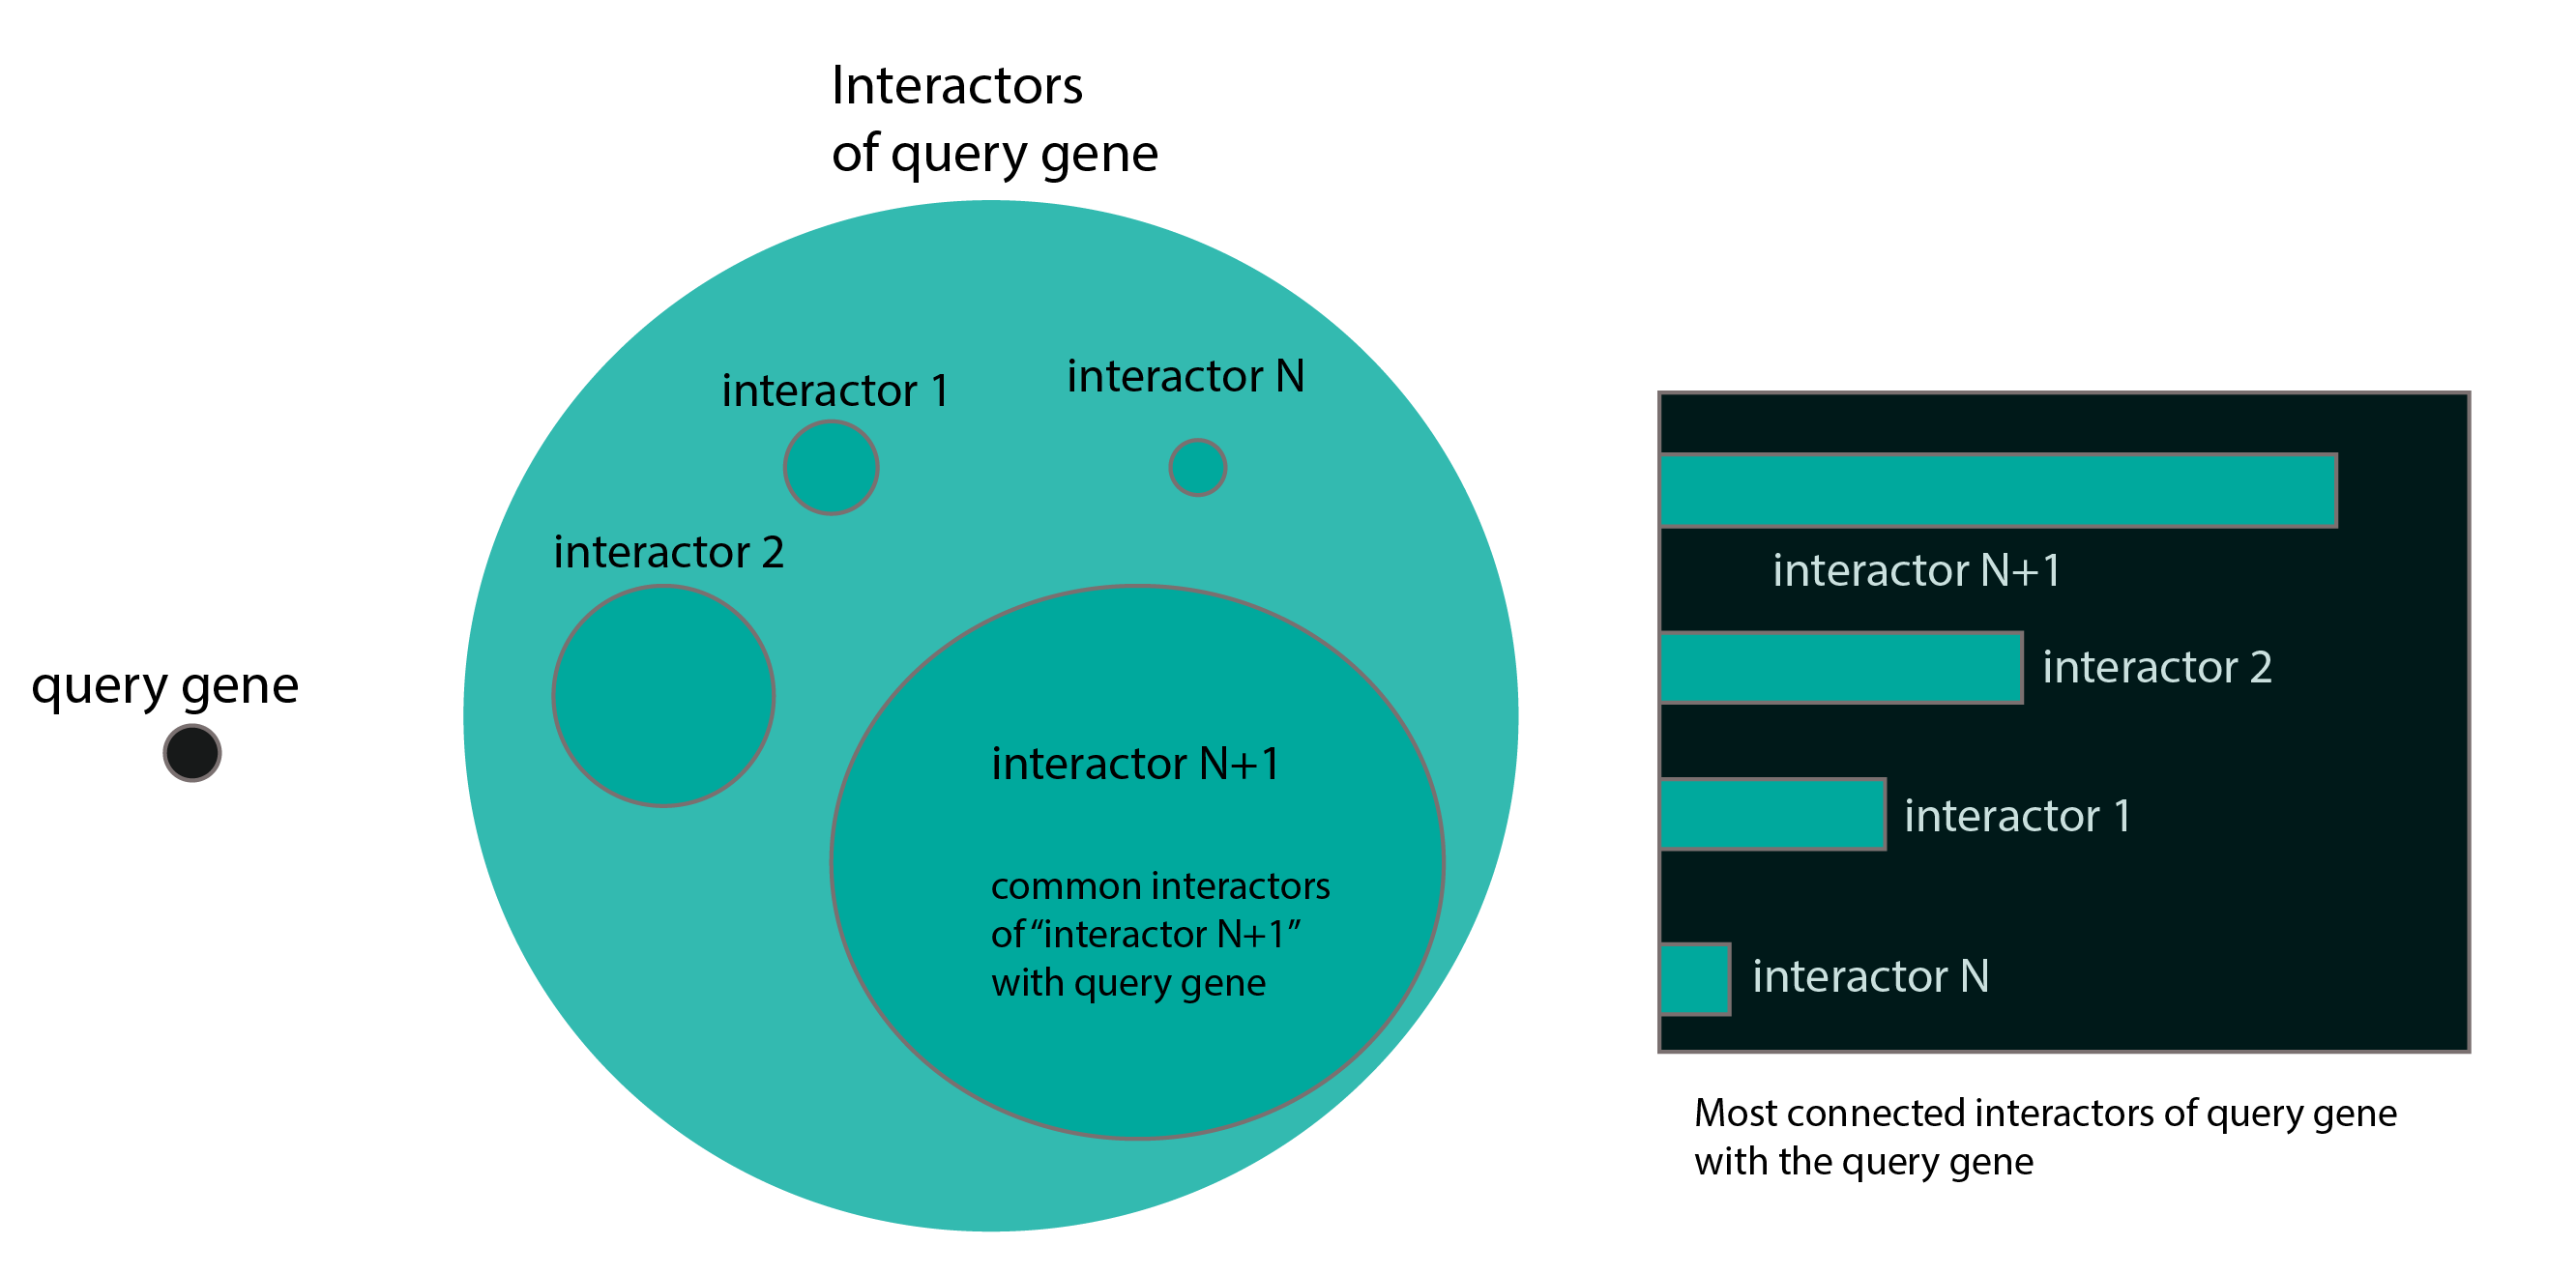 Interactors
of query gene
interactor 1
interactor N
interactor 2
query gene
interactor N+1
common interactors
of “interactor N+1”
with query gene
interactor N+1
interactor 2
interactor 1
interactor N
Most connected interactors of query gene
with the query gene